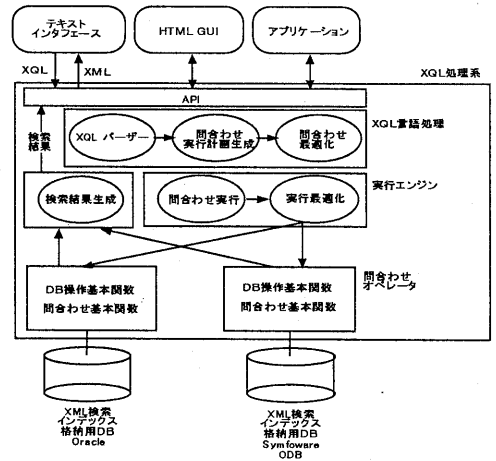 テキスト
インタフェース
HTML GUI
アプリケーション
XQL
XML
XQL処理系
API
検索
結果
XQL言語処理
XQL パーザー
問合わせ
実行計画生成
問合わせ
最適化
実行エンジン
検索結果生成
問合わせ実行
実行最適化
問合わせ
オペレータ
DB操作基本関数
問合わせ基本関数
DB操作基本関数
問合わせ基本関数
XML検索
インデックス
格納用DB
Oracle
XML検索
インデックス
格納用DB
Symfoware
ODB